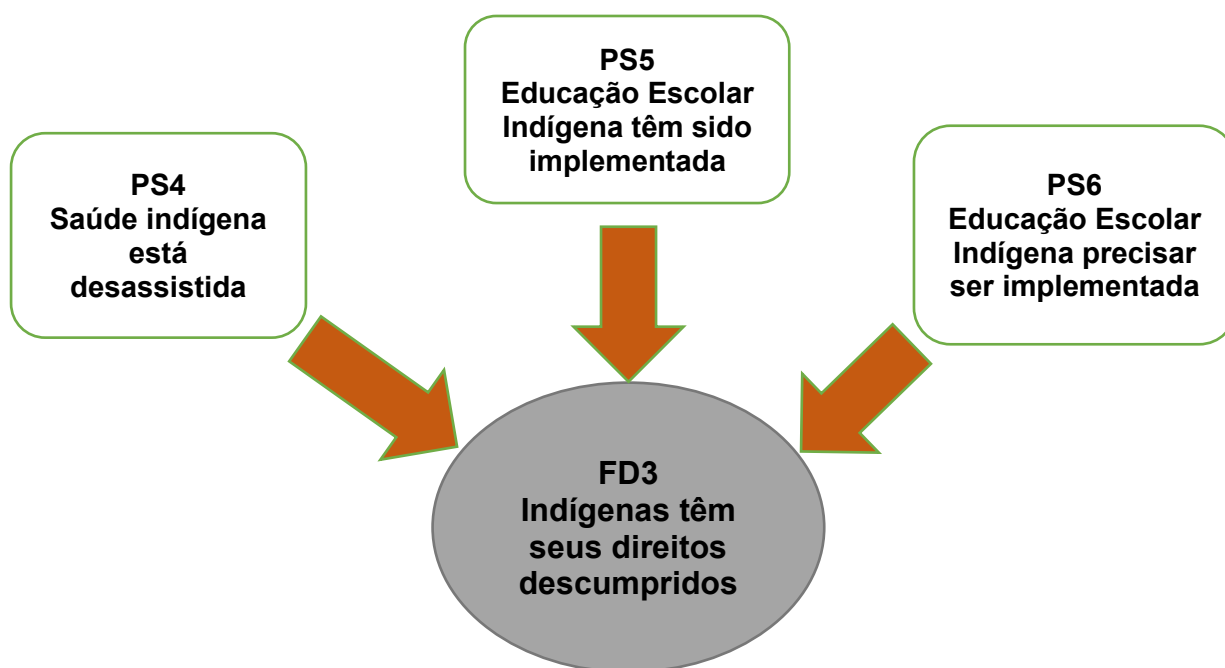 PS4
Saúde indígena
está
desassistida
PS5
Educação Escolar
Indígena têm sido
implementada
PS6
Educação Escolar
Indígena precisar
ser implementada
FD3
Indígenas têm
seus direitos
descumpridos